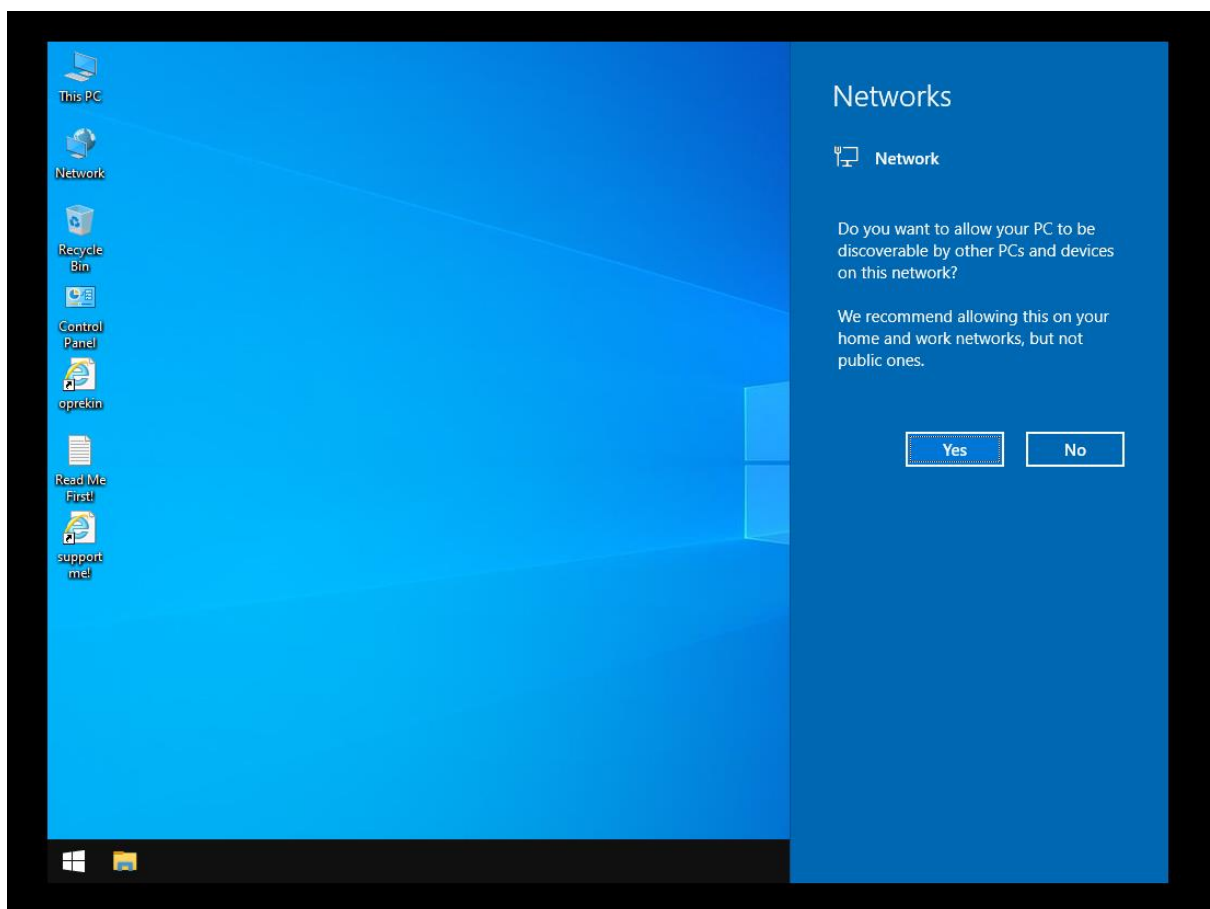 This PC
Network
Recycle
Bin
Control
Panel
oprekin
Read Me
First!
support
me!
Networks
Network
Do you want to allow your PC to be
discoverable by other PCs and devices
on this network?
We recommend allowing this on your
home and work networks, but not
public ones.
Yes
No